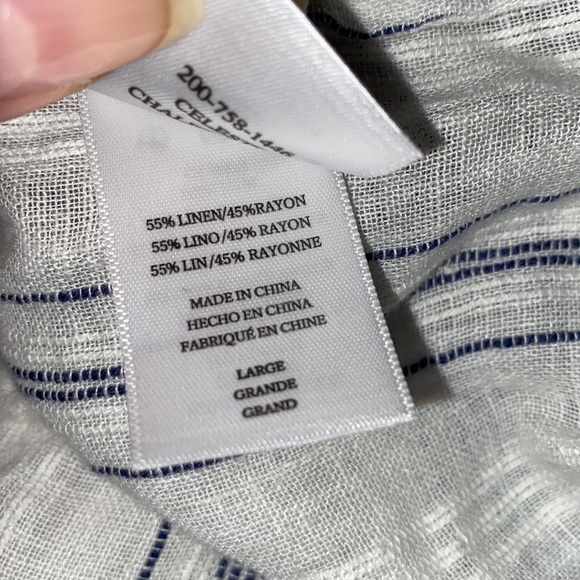 200-758-1446
55% LINEN/45%RAYON
55% LINO/45% RAYON
55% LIN/45% RAYONNE
MADE IN CHINA
HECHO EN CHINA
FABRIQUÉ EN CHINE
LARGE
GRANDE
GRAND